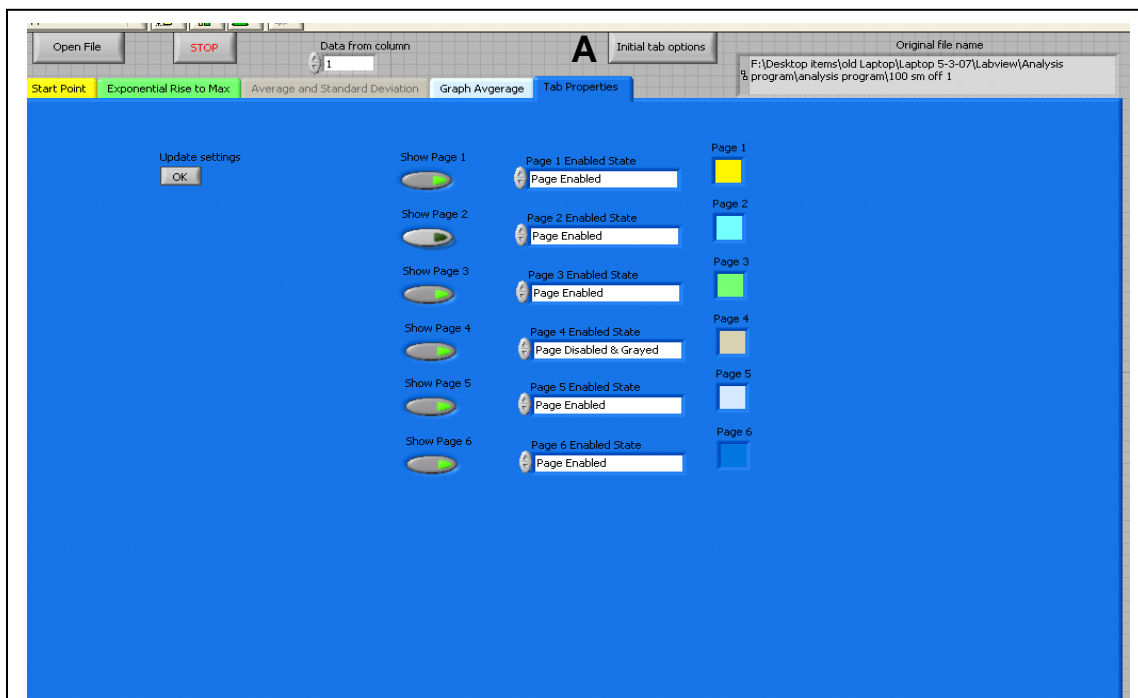 Open File
STOP
Data from column
1
A
Initial tab options
Original file name
F:\Desktop items\old Laptop\Laptop 5-3-07\Labview\Analysis
program\analysis program\100 sm off 1
Start Point
Exponential Rise to Max
Average and Standard Deviation
Graph Avgerage
Tab Properties
Update settings
OK
Show Page 1
Page 1 Enabled State
Page Enabled
Page 1
Show Page 2
Page 2 Enabled State
Page Enabled
Page 2
Show Page 3
Page 3 Enabled State
Page Enabled
Page 3
Show Page 4
Page 4 Enabled State
Page Disabled & Grayed
Page 4
Show Page 5
Page 5 Enabled State
Page Enabled
Page 5
Show Page 6
Page 6 Enabled State
Page Enabled
Page 6